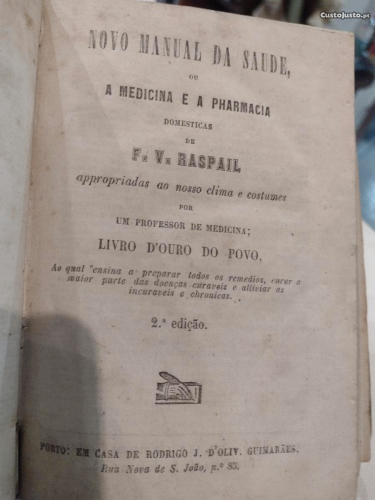 CustoJusto.pt
NOVO MANUAL DA SAUDE,
OU
A MEDICINA E A PHARMACIA
DOMESTICAS
DE
F. V. RASPAIL
appropriadas ao nosso clima e costumes
POR
UM PROFESSOR DE MEDICINA;
LIVRO D'OURO DO POVO,
Ao qual ensina a preparar todos os remedios, curar a
maior parte das doenças curaveis e alliviar as
incuraveis e chronicas.
2.ª edição.
PORTO: EM CASA DE RODRIGO J. D'OLIV. GUIMARÃES,
Rua Nova de S. João, n.º 85.